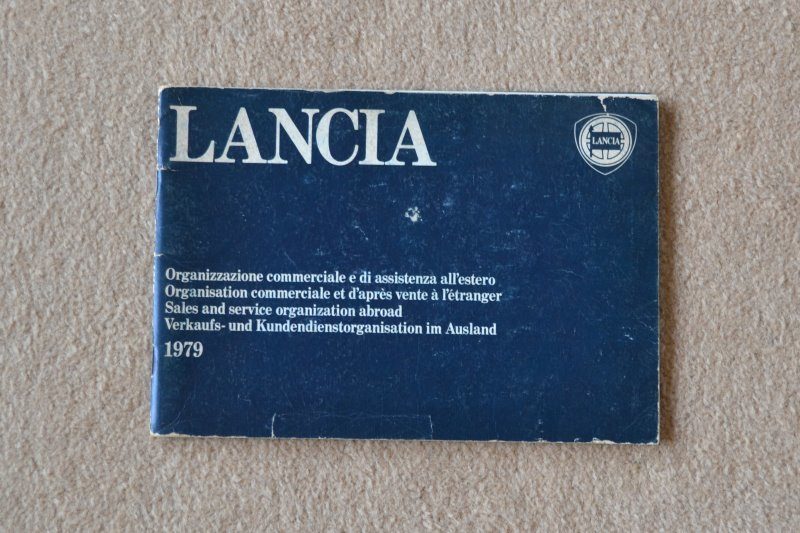 LANCIA
LANCIA
Organizzazione commerciale e di assistenza all'estero
Organisation commerciale et d'après vente à l'étranger
Sales and service organization abroad
Verkaufs- und Kundendienstorganisation im Ausland
1979